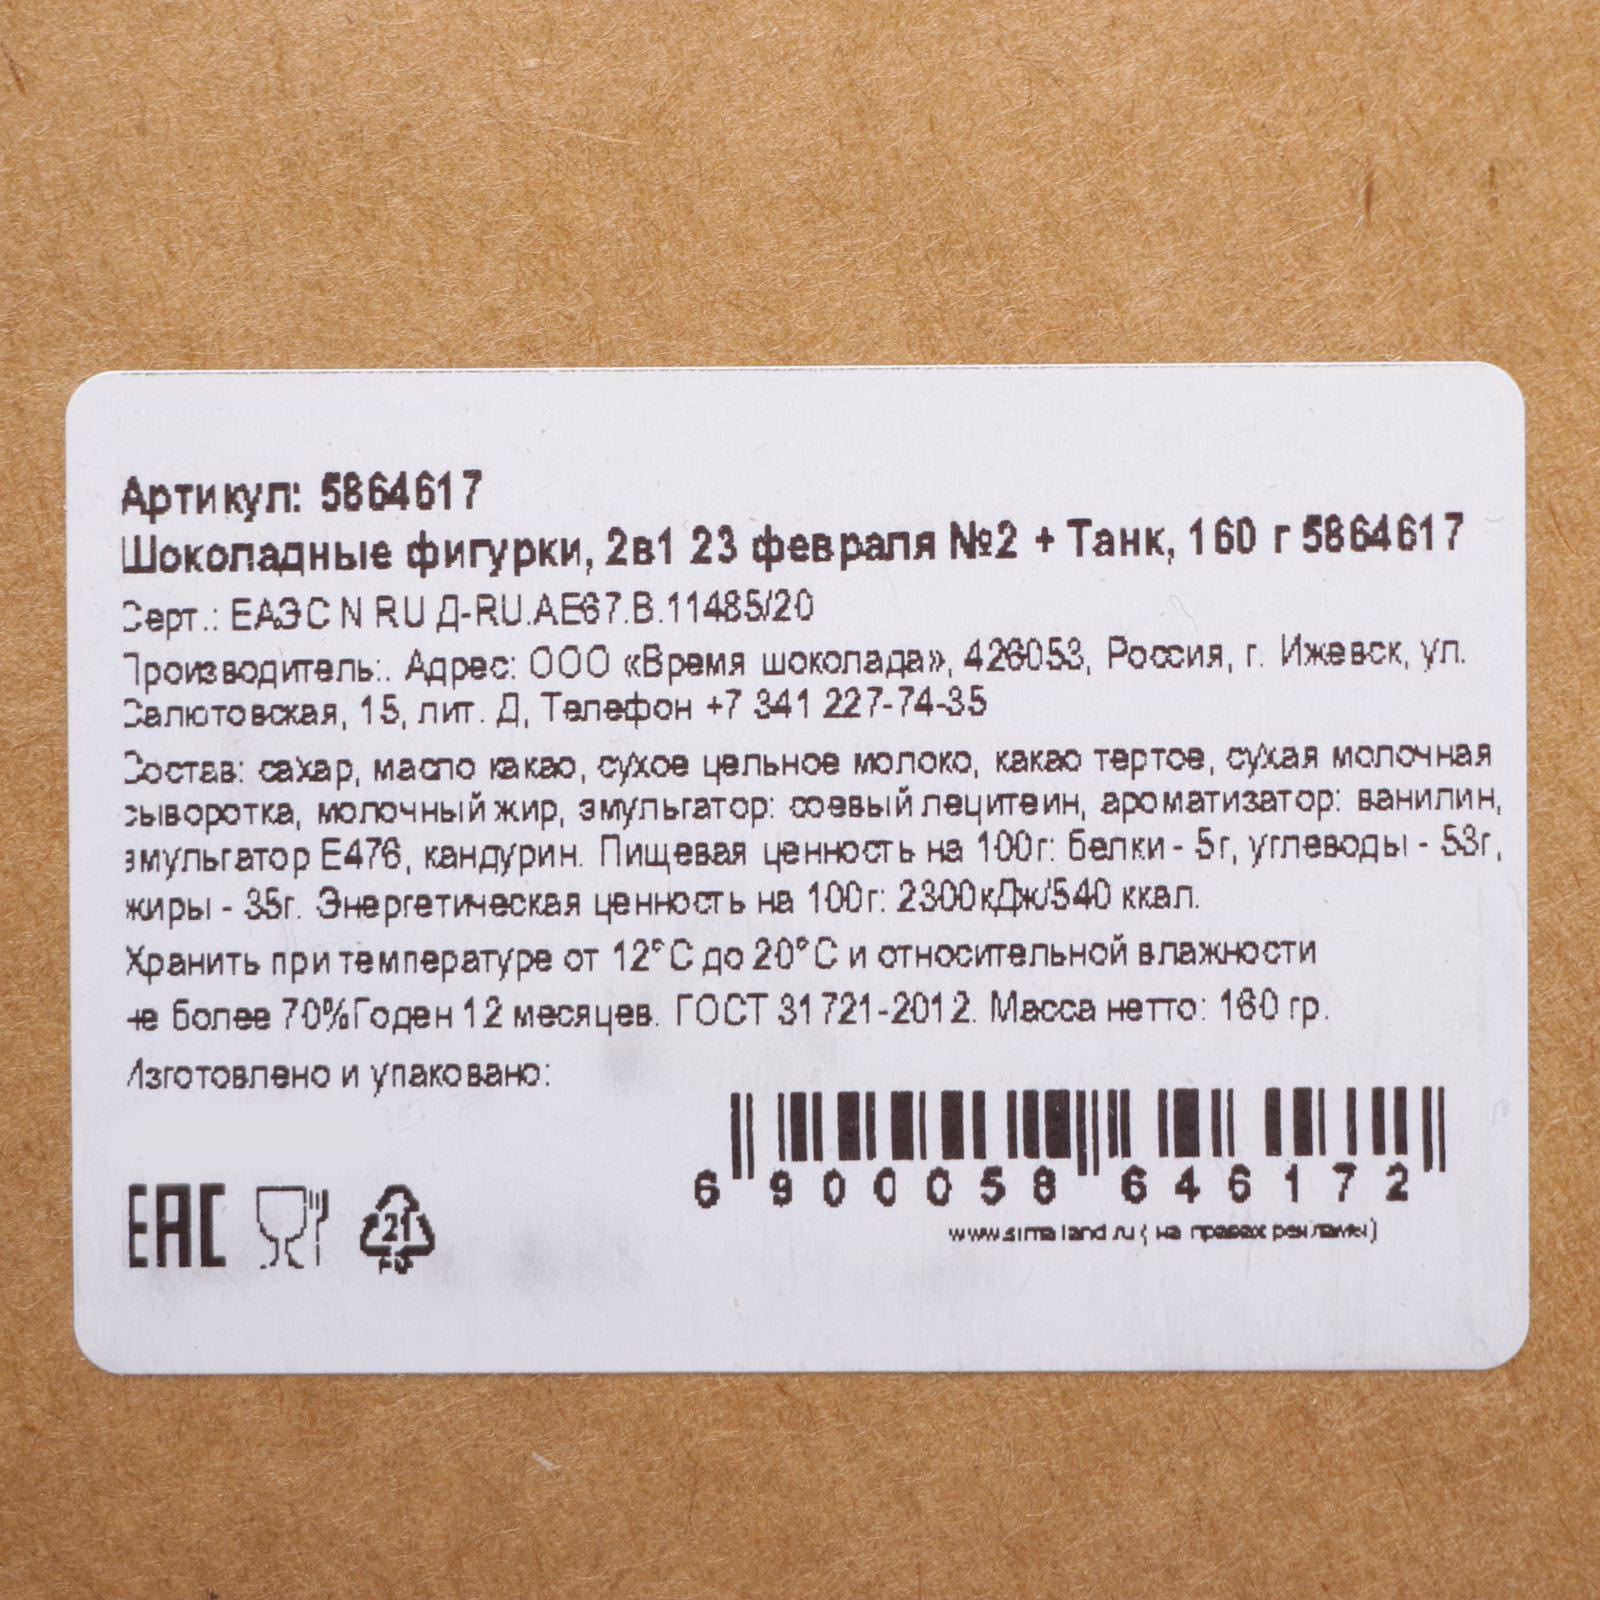 Артикул: 5864617
Шоколадные фигурки, 2в1 23 февраля №2 + Танк, 160 г 5864617
Серт.: ЕАЭС N RU Д-RU.АЕ67.В.11485/20
Производитель:. Адрес: ООО «Время шоколада», 426053, Россия, г. Ижевск, ул.
Салютовская, 15, лит. Д, Телефон +7 341 227-74-35
Состав: сахар, масло какао, сухое цельное молоко, какао тертое, сухая молочная
сыворотка, молочный жир, эмульгатор: соевый лецитеин, ароматизатор: ванилин,
эмульгатор Е476, кандурин. Пищевая ценность на 100г: белки - 5г, углеводы - 53г,
жиры - 35г. Энергетическая ценность на 100г: 2300кДж/540 ккал.
Хранить при температуре от 12°С до 20°С и относительной влажности
не более 70%Годен 12 месяцев. ГОСТ 31721-2012. Масса нетто: 160 гр.
Изготовлено и упаковано:
6 900058 646172
www.sima-land.ru ( на правах рекламы)
ЕАС
21